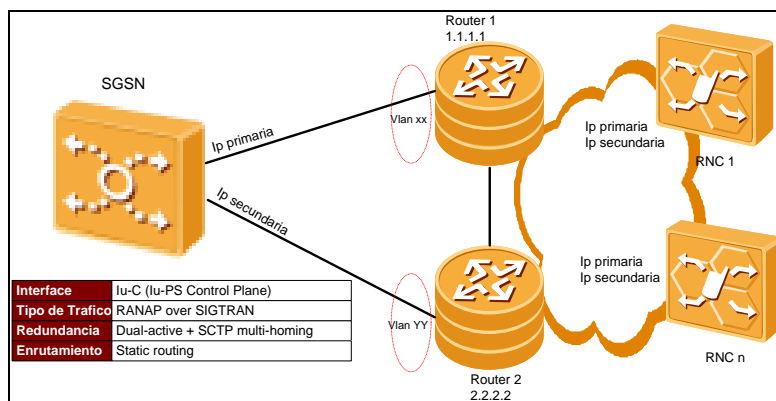 Router 1
1.1.1.1
SGSN
Ip primaria
Vlan xx
Ip primaria
Ip secundaria
RNC 1
Ip secundaria
Ip primaria
Ip secundaria
Vlan YY
Interface Iu-C (Iu-PS Control Plane)
Tipo de Trafico RANAP over SIGTRAN
Redundancia Dual-active + SCTP multi-homing
Enrutamiento Static routing
RNC n
Router 2
2.2.2.2